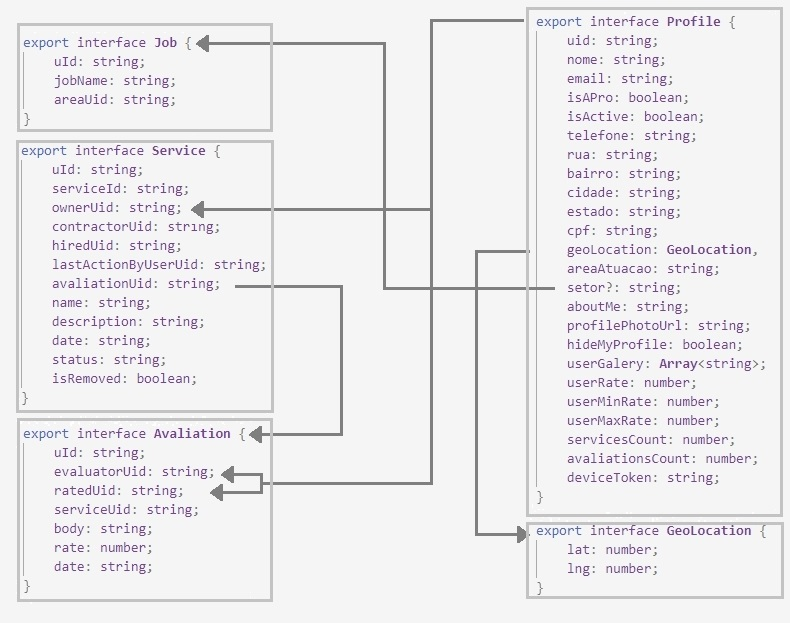 export interface Job {
uId: string;
jobName: string;
areaUid: string;
}
export interface Service {
uId: string;
serviceId: string;
ownerUid: string;
contractorUid: string;
hiredUid: string;
lastActionByUserUid: string;
avaliationUid: string;
name: string;
description: string;
date: string;
status: string;
isRemoved: boolean;
}
export interface Avaliation {
uId: string;
evaluatorUid: string;
ratedUid: string;
serviceUid: string;
body: string;
rate: number;
date: string;
}
export interface Profile {
uid: string;
nome: string;
email: string;
isAPro: boolean;
isActive: boolean;
telefone: string;
rua: string;
bairro: string;
cidade: string;
estado: string;
cpf: string;
geoLocation: GeoLocation,
areaAtuacao: string;
setor?: string;
aboutMe: string;
profilePhotoUrl: string;
hideMyProfile: boolean;
userGalery: Array<string>;
userRate: number;
userMinRate: number;
userMaxRate: number;
servicesCount: number;
avaliationsCount: number;
deviceToken: string;
}
export interface GeoLocation {
lat: number;
lng: number;
}